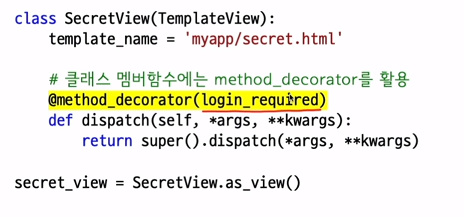 class SecretView(TemplateView):
    template_name = 'myapp/secret.html'

    # 클래스 멤버함수에는 method_decorator를 활용
    @method_decorator(login_required)
    def dispatch(self, *args, **kwargs):
        return super().dispatch(*args, **kwargs)

secret_view = SecretView.as_view()